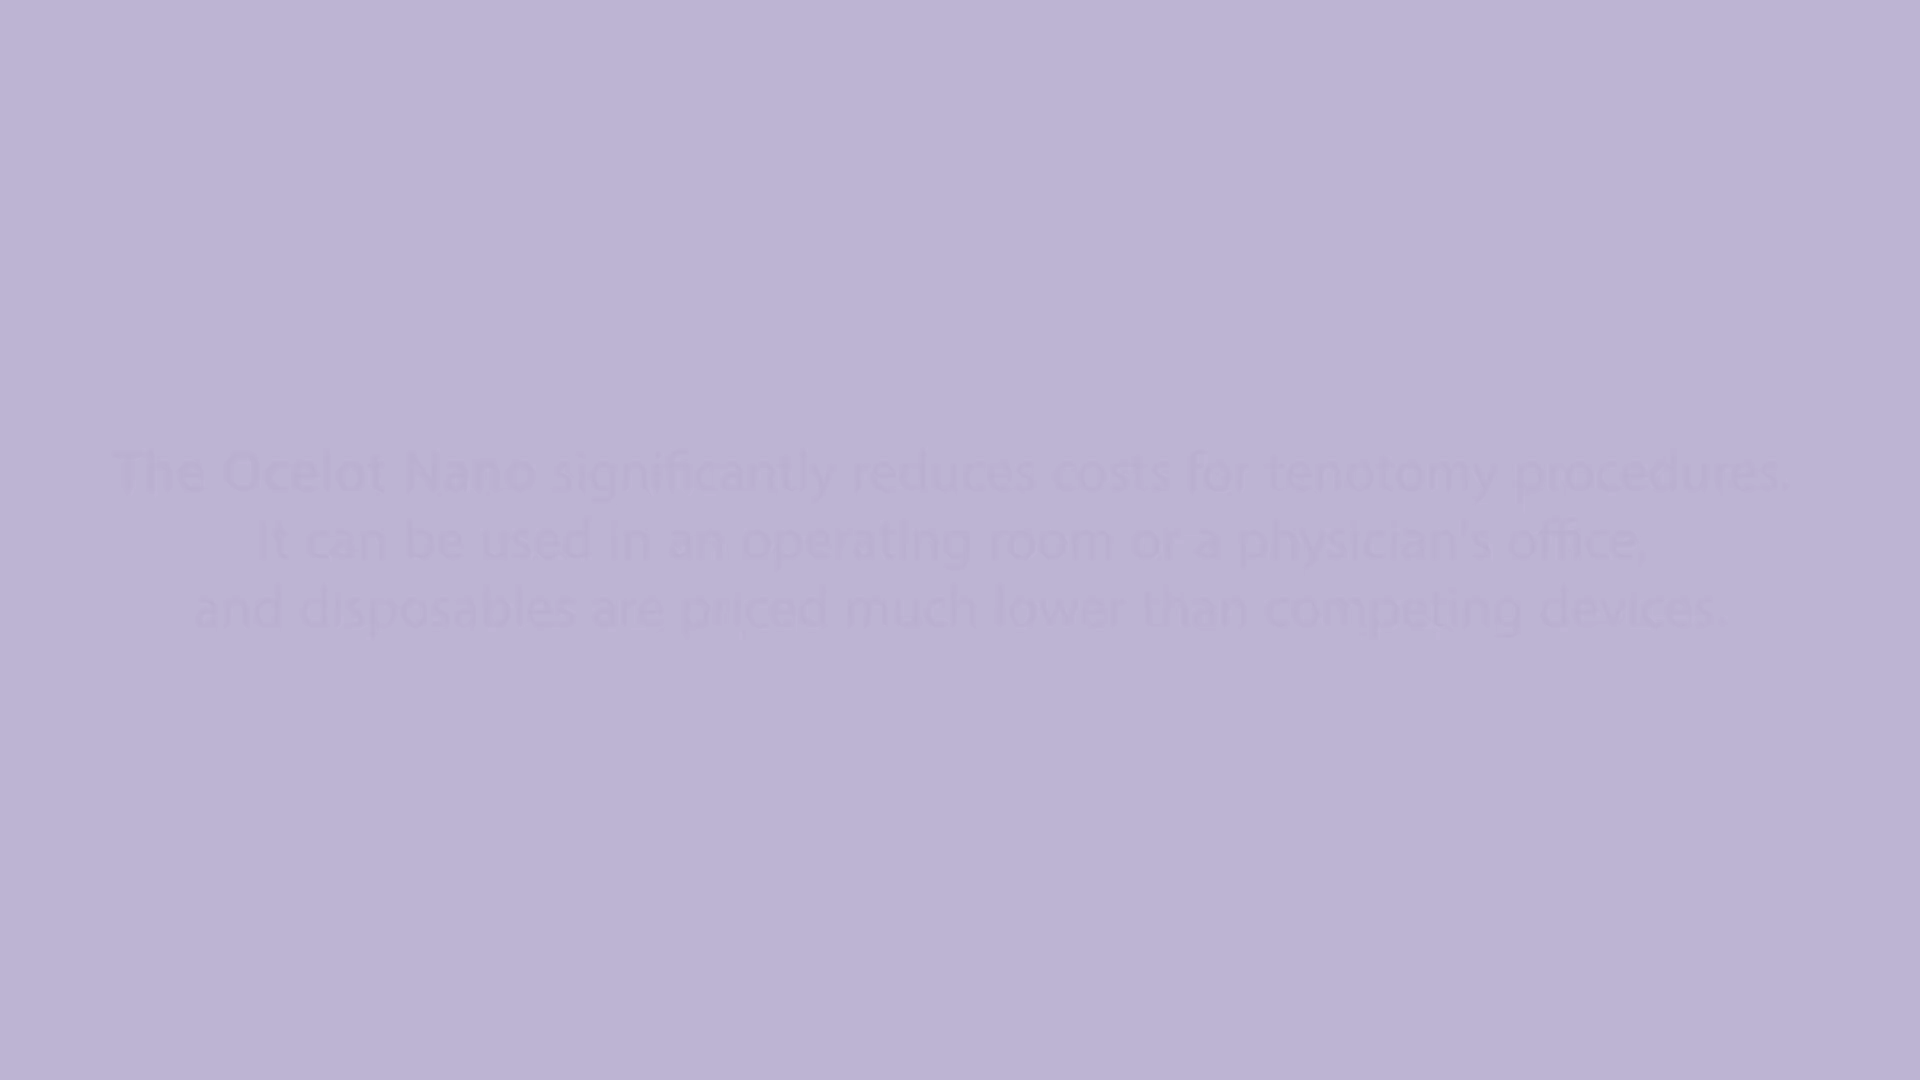 The Ocelot Nano significantly reduces costs for tenotomy procedures.
It can be used in an operating room or a physician's office,
and disposables are priced much lower than competing devices.